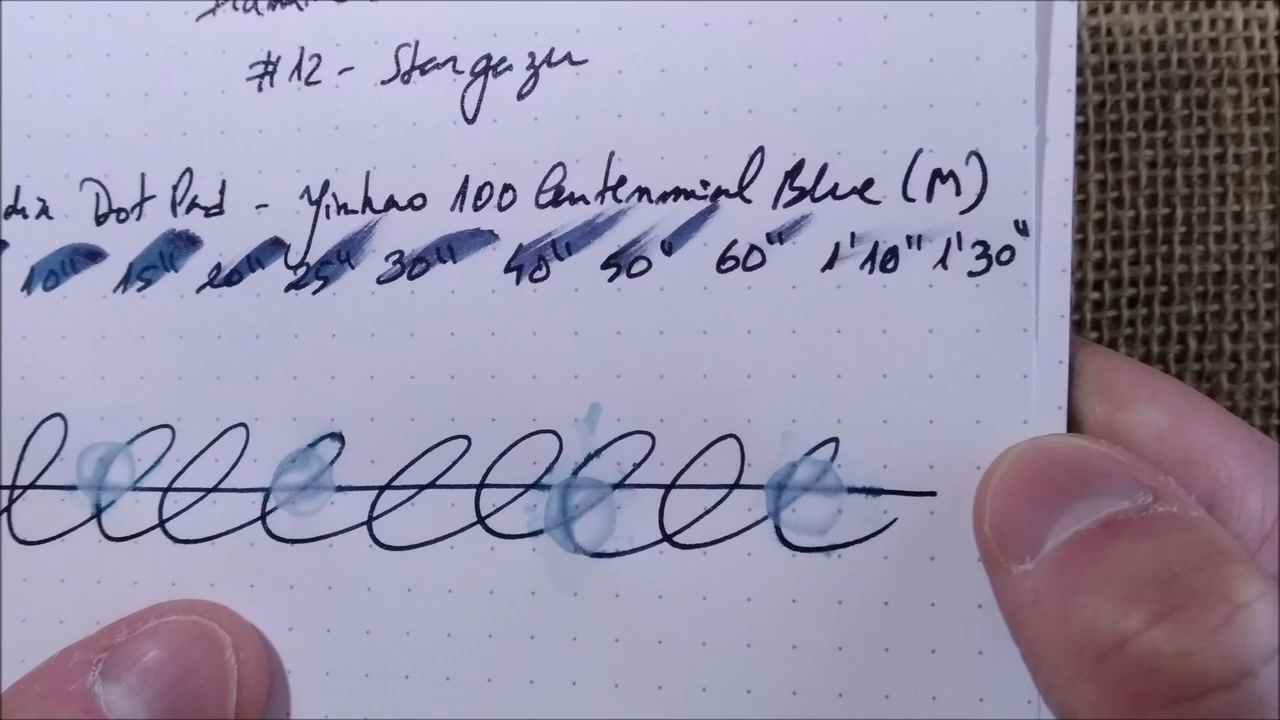 #12 - Stargazer
Dot Pad - Yinhao 100 Centennial Blue (M)
10" 15" 20" 25" 30" 40" 50" 60" 1'10" 1'30"